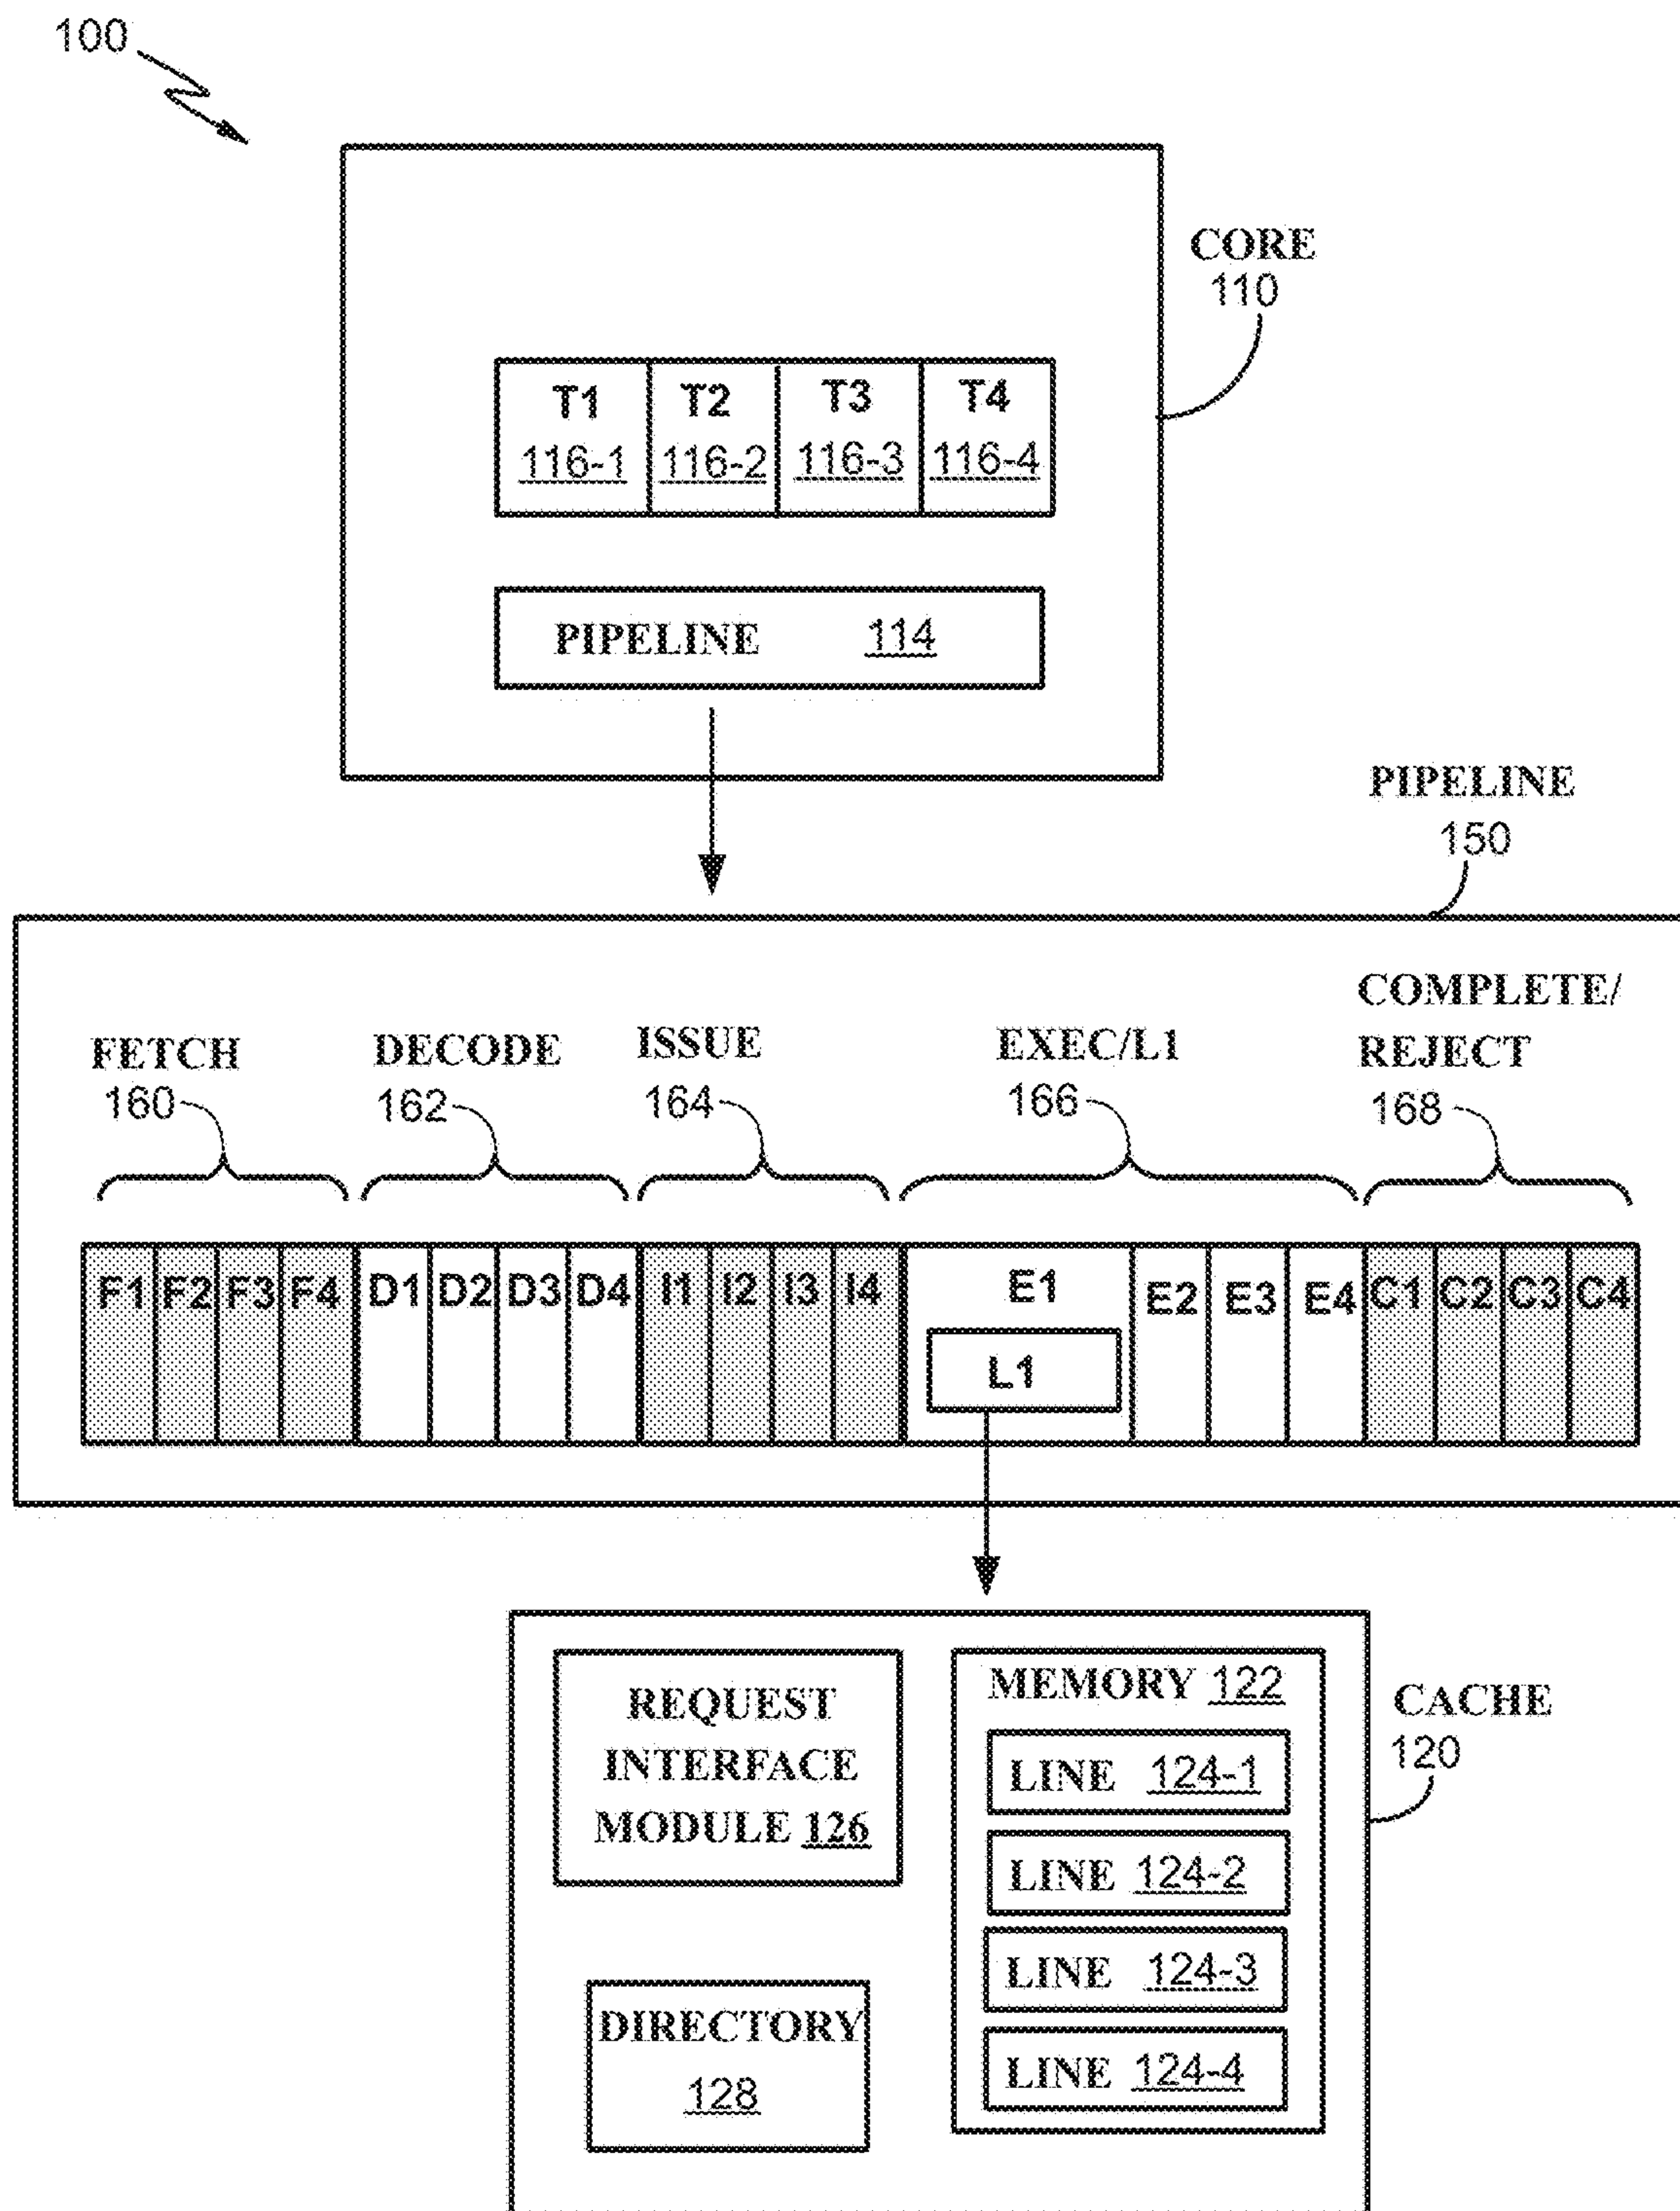 100
CORE
110
T1 T2 T3 T4
116-1 116-2 116-3 116-4
PIPELINE 114
PIPELINE
150
FETCH
160
DECODE
162
ISSUE
164
EXEC/L1
166
COMPLETE/
REJECT
168
F1 F2 F3 F4 D1 D2 D3 D4 I1 I2 I3 I4 E1 E2 E3 E4 C1 C2 C3 C4
L1
REQUEST
INTERFACE
MODULE 126
DIRECTORY
128
MEMORY 122
LINE 124-1
LINE 124-2
LINE 124-3
LINE 124-4
CACHE
120